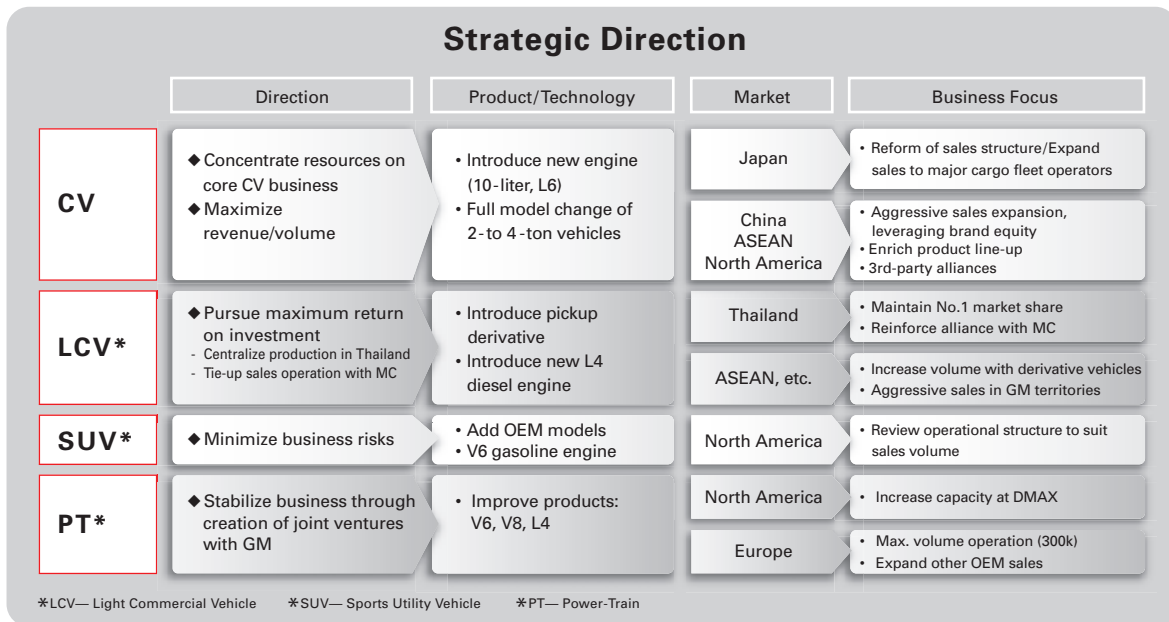 Strategic Direction
Direction
Product/Technology
Market
Business Focus
CV
◆ Concentrate resources on
core CV business
◆ Maximize
revenue/volume
• Introduce new engine
(10-liter, L6)
• Full model change of
2-to 4-ton vehicles
Japan
• Reform of sales structure/Expand
sales to major cargo fleet operators
China
ASEAN
North America
• Aggressive sales expansion,
leveraging brand equity
• Enrich product line-up
• 3rd-party alliances
LCV*
◆ Pursue maximum return
on investment
- Centralize production in Thailand
- Tie-up sales operation with MC
• Introduce pickup
derivative
• Introduce new L4
diesel engine
Thailand
• Maintain No.1 market share
• Reinforce alliance with MC
ASEAN, etc.
• Increase volume with derivative vehicles
• Aggressive sales in GM territories
SUV*
◆ Minimize business risks
• Add OEM models
• V6 gasoline engine
North America
• Review operational structure to suit
sales volume
PT*
◆ Stabilize business through
creation of joint ventures
with GM
• Improve products:
V6, V8, L4
North America
• Increase capacity at DMAX
Europe
• Max. volume operation (300k)
• Expand other OEM sales
*LCV— Light Commercial Vehicle *SUV— Sports Utility Vehicle *PT— Power-Train